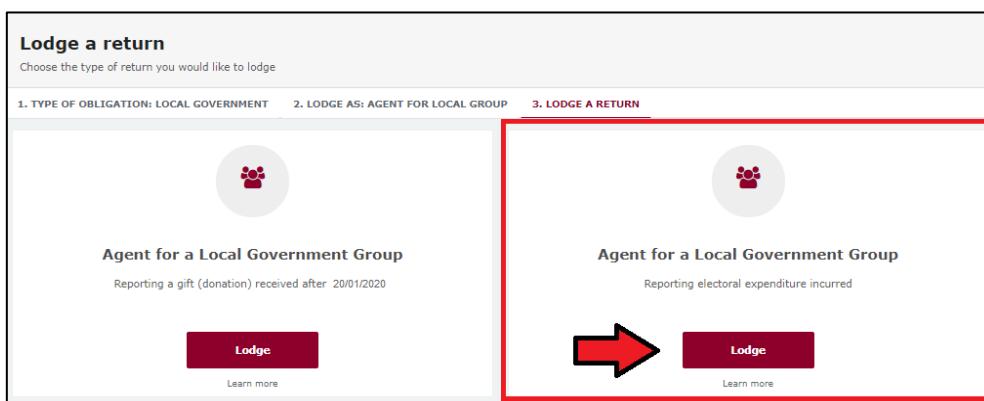 Lodge a return
Choose the type of return you would like to lodge
1. TYPE OF OBLIGATION: LOCAL GOVERNMENT 2. LODGE AS: AGENT FOR LOCAL GROUP 3. LODGE A RETURN
Agent for a Local Government Group
Reporting a gift (donation) received after 20/01/2020
Lodge
Learn more
Agent for a Local Government Group
Reporting electoral expenditure incurred
Lodge
Learn more